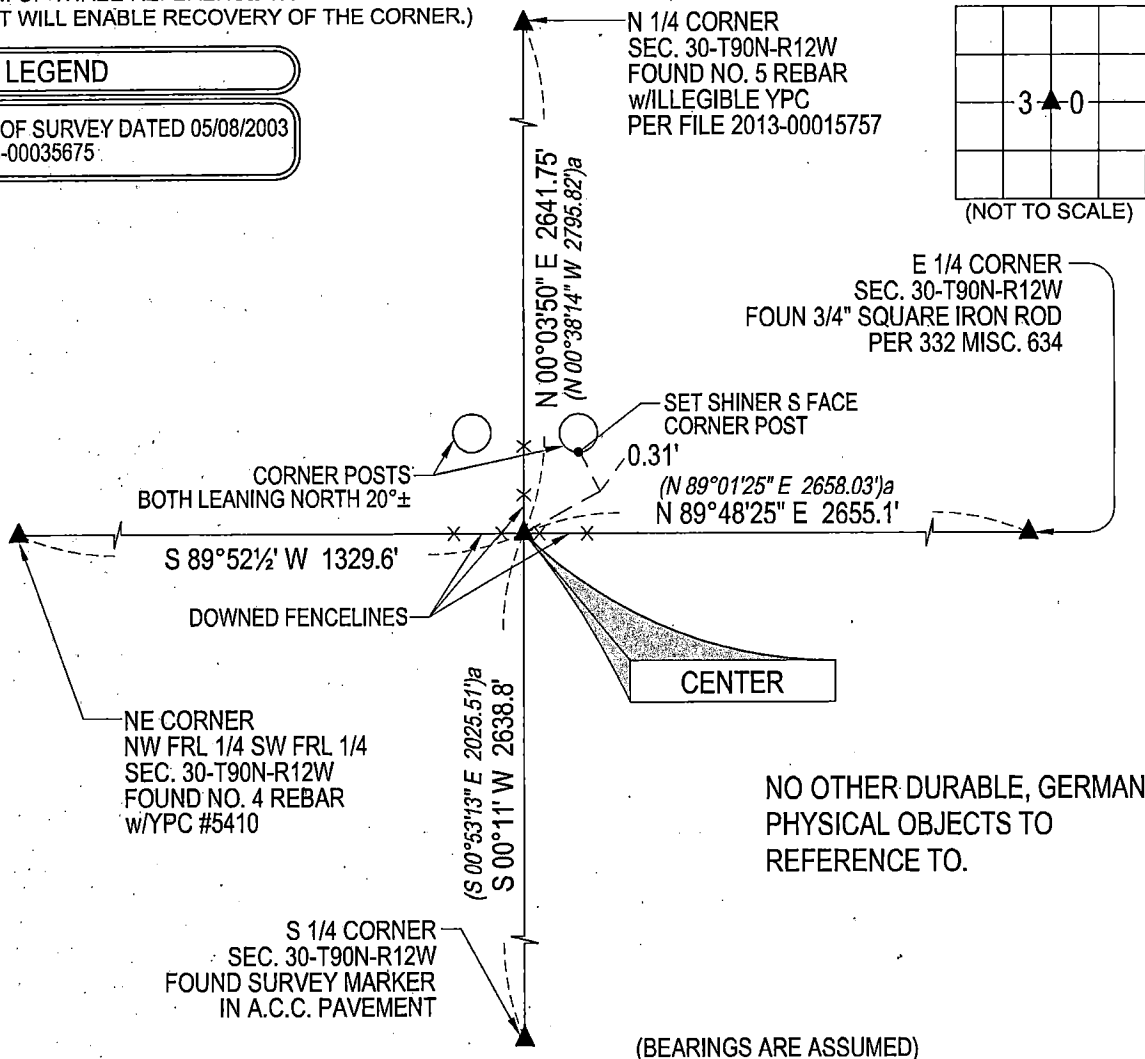 T WILL ENABLE RECOVERY OF THE CORNER.)
LEGEND
OF SURVEY DATED 05/08/2003
-00035675
N 1/4 CORNER
SEC. 30-T90N-R12W
FOUND NO. 5 REBAR
w/ILLEGIBLE YPC
PER FILE 2013-00015757
3 0
(NOT TO SCALE)
N 00°03'50" E 2641.75'
(N 00°38'14" W 2795.82')a
E 1/4 CORNER
SEC. 30-T90N-R12W
FOUN 3/4" SQUARE IRON ROD
PER 332 MISC. 634
SET SHINER S FACE
CORNER POST
0.31'
CORNER POSTS
BOTH LEANING NORTH 20°±
(N 89°01'25" E 2658.03')a
N 89°48'25" E 2655.1'
S 89°52½' W 1329.6'
DOWNED FENCELINES
CENTER
NE CORNER
NW FRL 1/4 SW FRL 1/4
SEC. 30-T90N-R12W
FOUND NO. 4 REBAR
w/YPC #5410
(S 00°53'13" E 2025.51')a
S 00°11' W 2638.8'
NO OTHER DURABLE, GERMAN
PHYSICAL OBJECTS TO
REFERENCE TO.
S 1/4 CORNER
SEC. 30-T90N-R12W
FOUND SURVEY MARKER
IN A.C.C. PAVEMENT
(BEARINGS ARE ASSUMED)